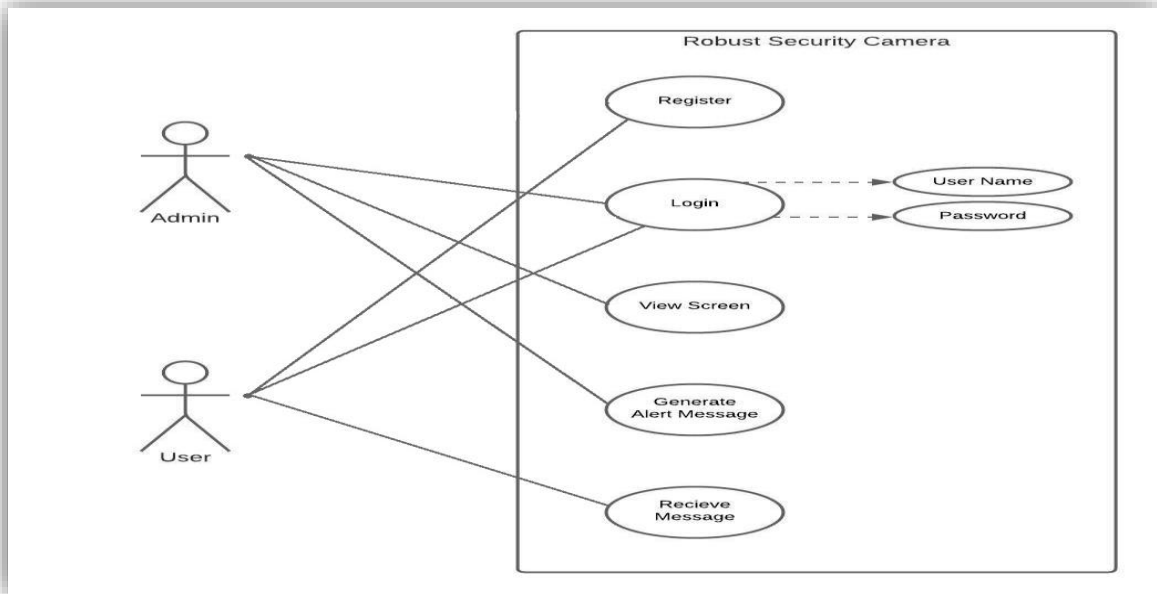 Robust Security Camera
Register
Admin
Login
User Name
Password
View Screen
Generate
Alert Message
User
Recieve
Message